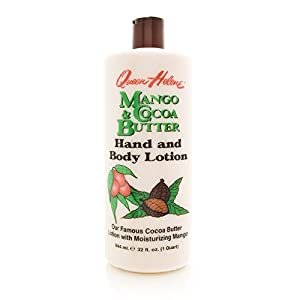 Queen Helene
MANGO
& COCOA
BUTTER
Hand and
Body Lotion
Our Famous Cocoa Butter
Lotion with Moisturizing Mango
944 mL e 32 fl. oz. (1 Quart)